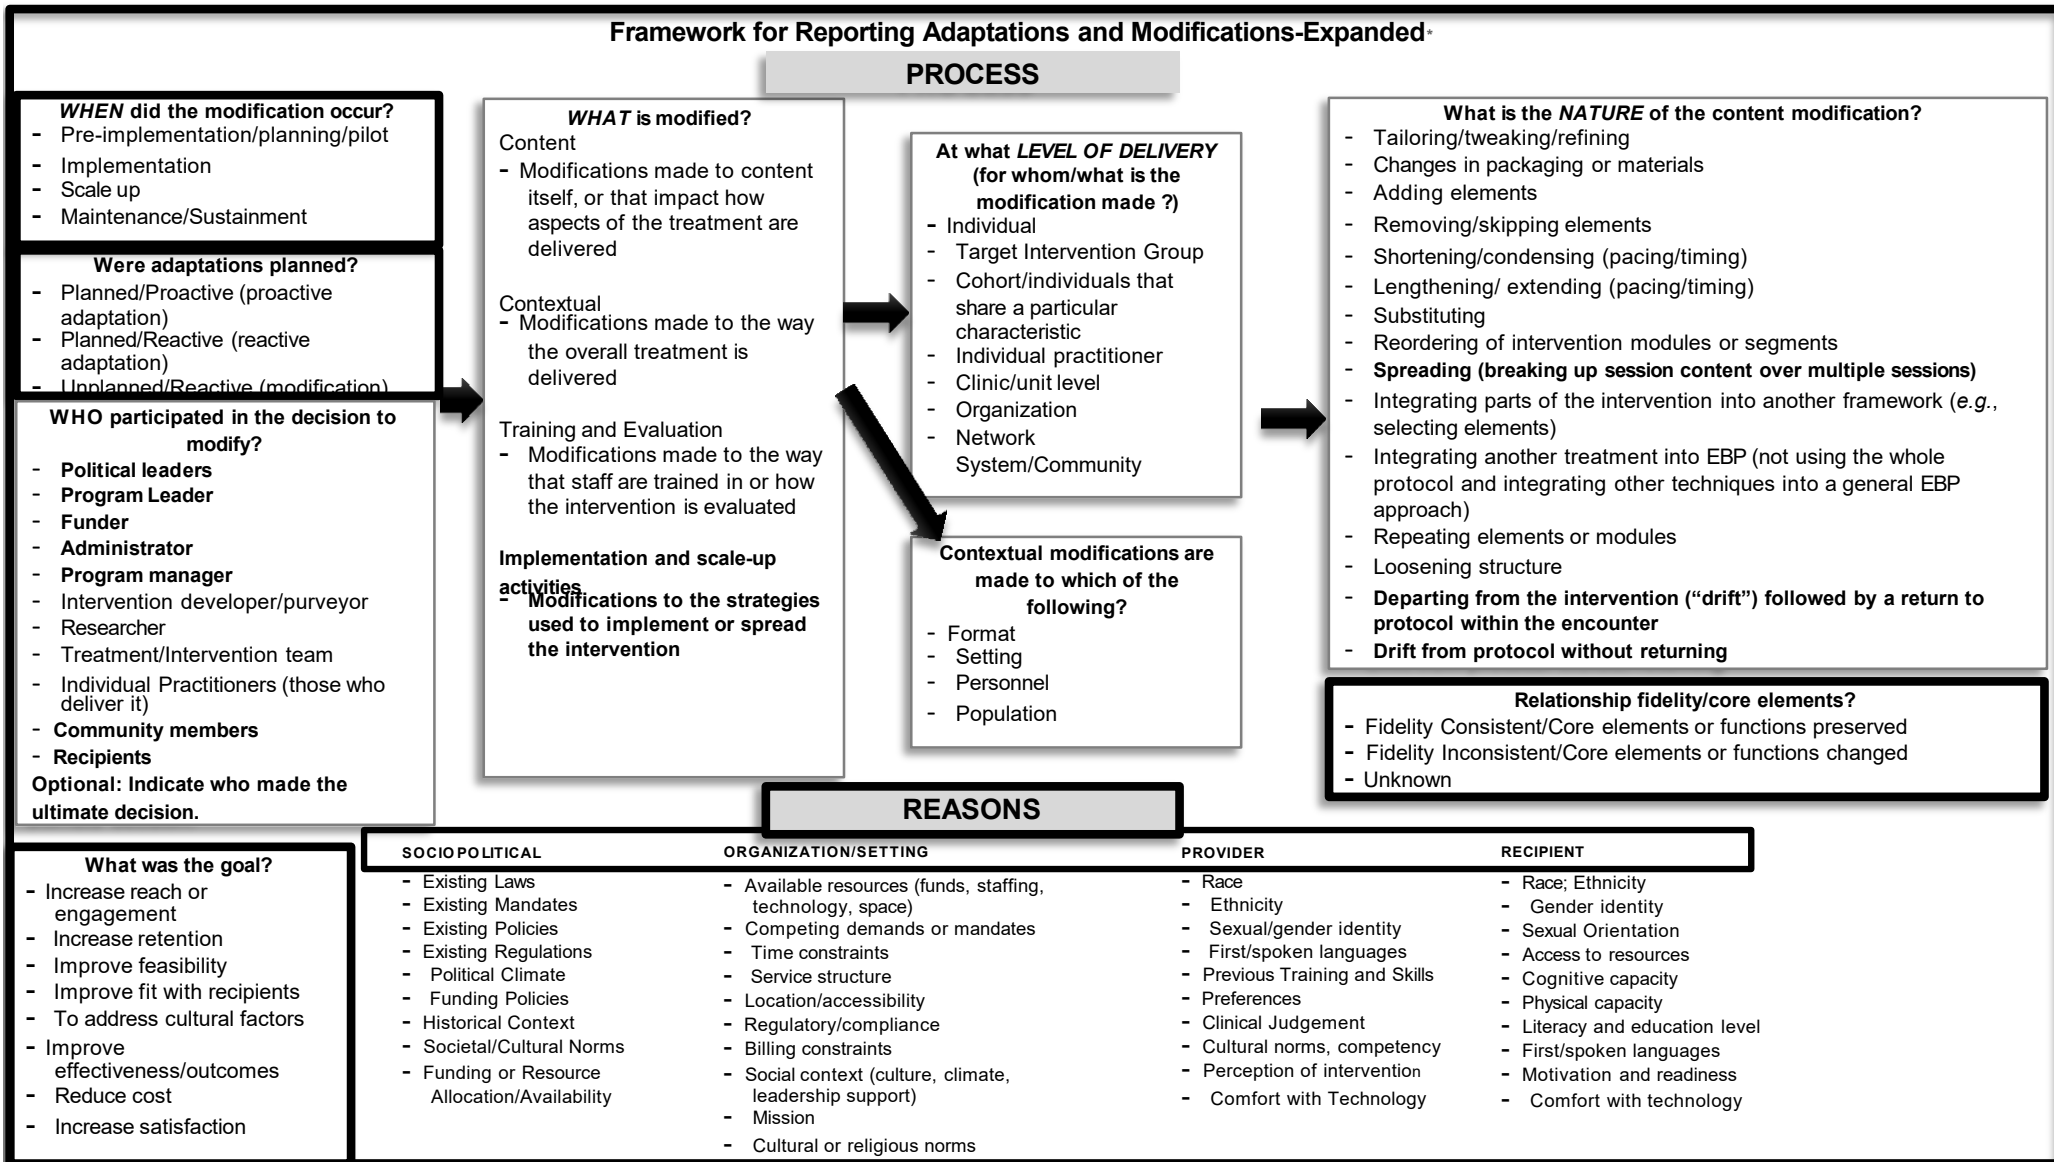 Framework for Reporting Adaptations and Modifications-Expanded*
PROCESS
WHEN did the modification occur?
- Pre-implementation/planning/pilot
- Implementation
- Scale up
- Maintenance/Sustainment
Were adaptations planned?
- Planned/Proactive (proactive
adaptation)
- Planned/Reactive (reactive
adaptation)
- Unplanned/Reactive (modification)
WHO participated in the decision to
modify?
- Political leaders
- Program Leader
- Funder
- Administrator
- Program manager
- Intervention developer/purveyor
- Researcher
- Treatment/Intervention team
- Individual Practitioners (those who
deliver it)
- Community members
- Recipients
Optional: Indicate who made the
ultimate decision.
WHAT is modified?
Content
- Modifications made to content
itself, or that impact how
aspects of the treatment are
delivered
Contextual
- Modifications made to the way
the overall treatment is
delivered
Training and Evaluation
- Modifications made to the way
that staff are trained in or how
the intervention is evaluated
Implementation and scale-up
activities
- Modifications to the strategies
used to implement or spread
the intervention
At what LEVEL OF DELIVERY
(for whom/what is the
modification made ?)
- Individual
- Target Intervention Group
- Cohort/individuals that
share a particular
characteristic
- Individual practitioner
- Clinic/unit level
- Organization
- Network
System/Community
Contextual modifications are
made to which of the
following?
- Format
- Setting
- Personnel
- Population
What is the NATURE of the content modification?
- Tailoring/tweaking/refining
- Changes in packaging or materials
- Adding elements
- Removing/skipping elements
- Shortening/condensing (pacing/timing)
- Lengthening/ extending (pacing/timing)
- Substituting
- Reordering of intervention modules or segments
- Spreading (breaking up session content over multiple sessions)
- Integrating parts of the intervention into another framework (e.g.,
selecting elements)
- Integrating another treatment into EBP (not using the whole
protocol and integrating other techniques into a general EBP
approach)
- Repeating elements or modules
- Loosening structure
- Departing from the intervention (“drift”) followed by a return to
protocol within the encounter
- Drift from protocol without returning
Relationship fidelity/core elements?
- Fidelity Consistent/Core elements or functions preserved
- Fidelity Inconsistent/Core elements or functions changed
- Unknown
REASONS
What was the goal?
- Increase reach or
engagement
- Increase retention
- Improve feasibility
- Improve fit with recipients
- To address cultural factors
- Improve
effectiveness/outcomes
- Reduce cost
- Increase satisfaction
SOCIOPOLITICAL
- Existing Laws
- Existing Mandates
- Existing Policies
- Existing Regulations
- Political Climate
- Funding Policies
- Historical Context
- Societal/Cultural Norms
- Funding or Resource
Allocation/Availability
ORGANIZATION/SETTING
- Available resources (funds, staffing,
technology, space)
- Competing demands or mandates
- Time constraints
- Service structure
- Location/accessibility
- Regulatory/compliance
- Billing constraints
- Social context (culture, climate,
leadership support)
- Mission
- Cultural or religious norms
PROVIDER
- Race
- Ethnicity
- Sexual/gender identity
- First/spoken languages
- Previous Training and Skills
- Preferences
- Clinical Judgement
- Cultural norms, competency
- Perception of intervention
- Comfort with Technology
RECIPIENT
- Race; Ethnicity
- Gender identity
- Sexual Orientation
- Access to resources
- Cognitive capacity
- Physical capacity
- Literacy and education level
- First/spoken languages
- Motivation and readiness
- Comfort with technology